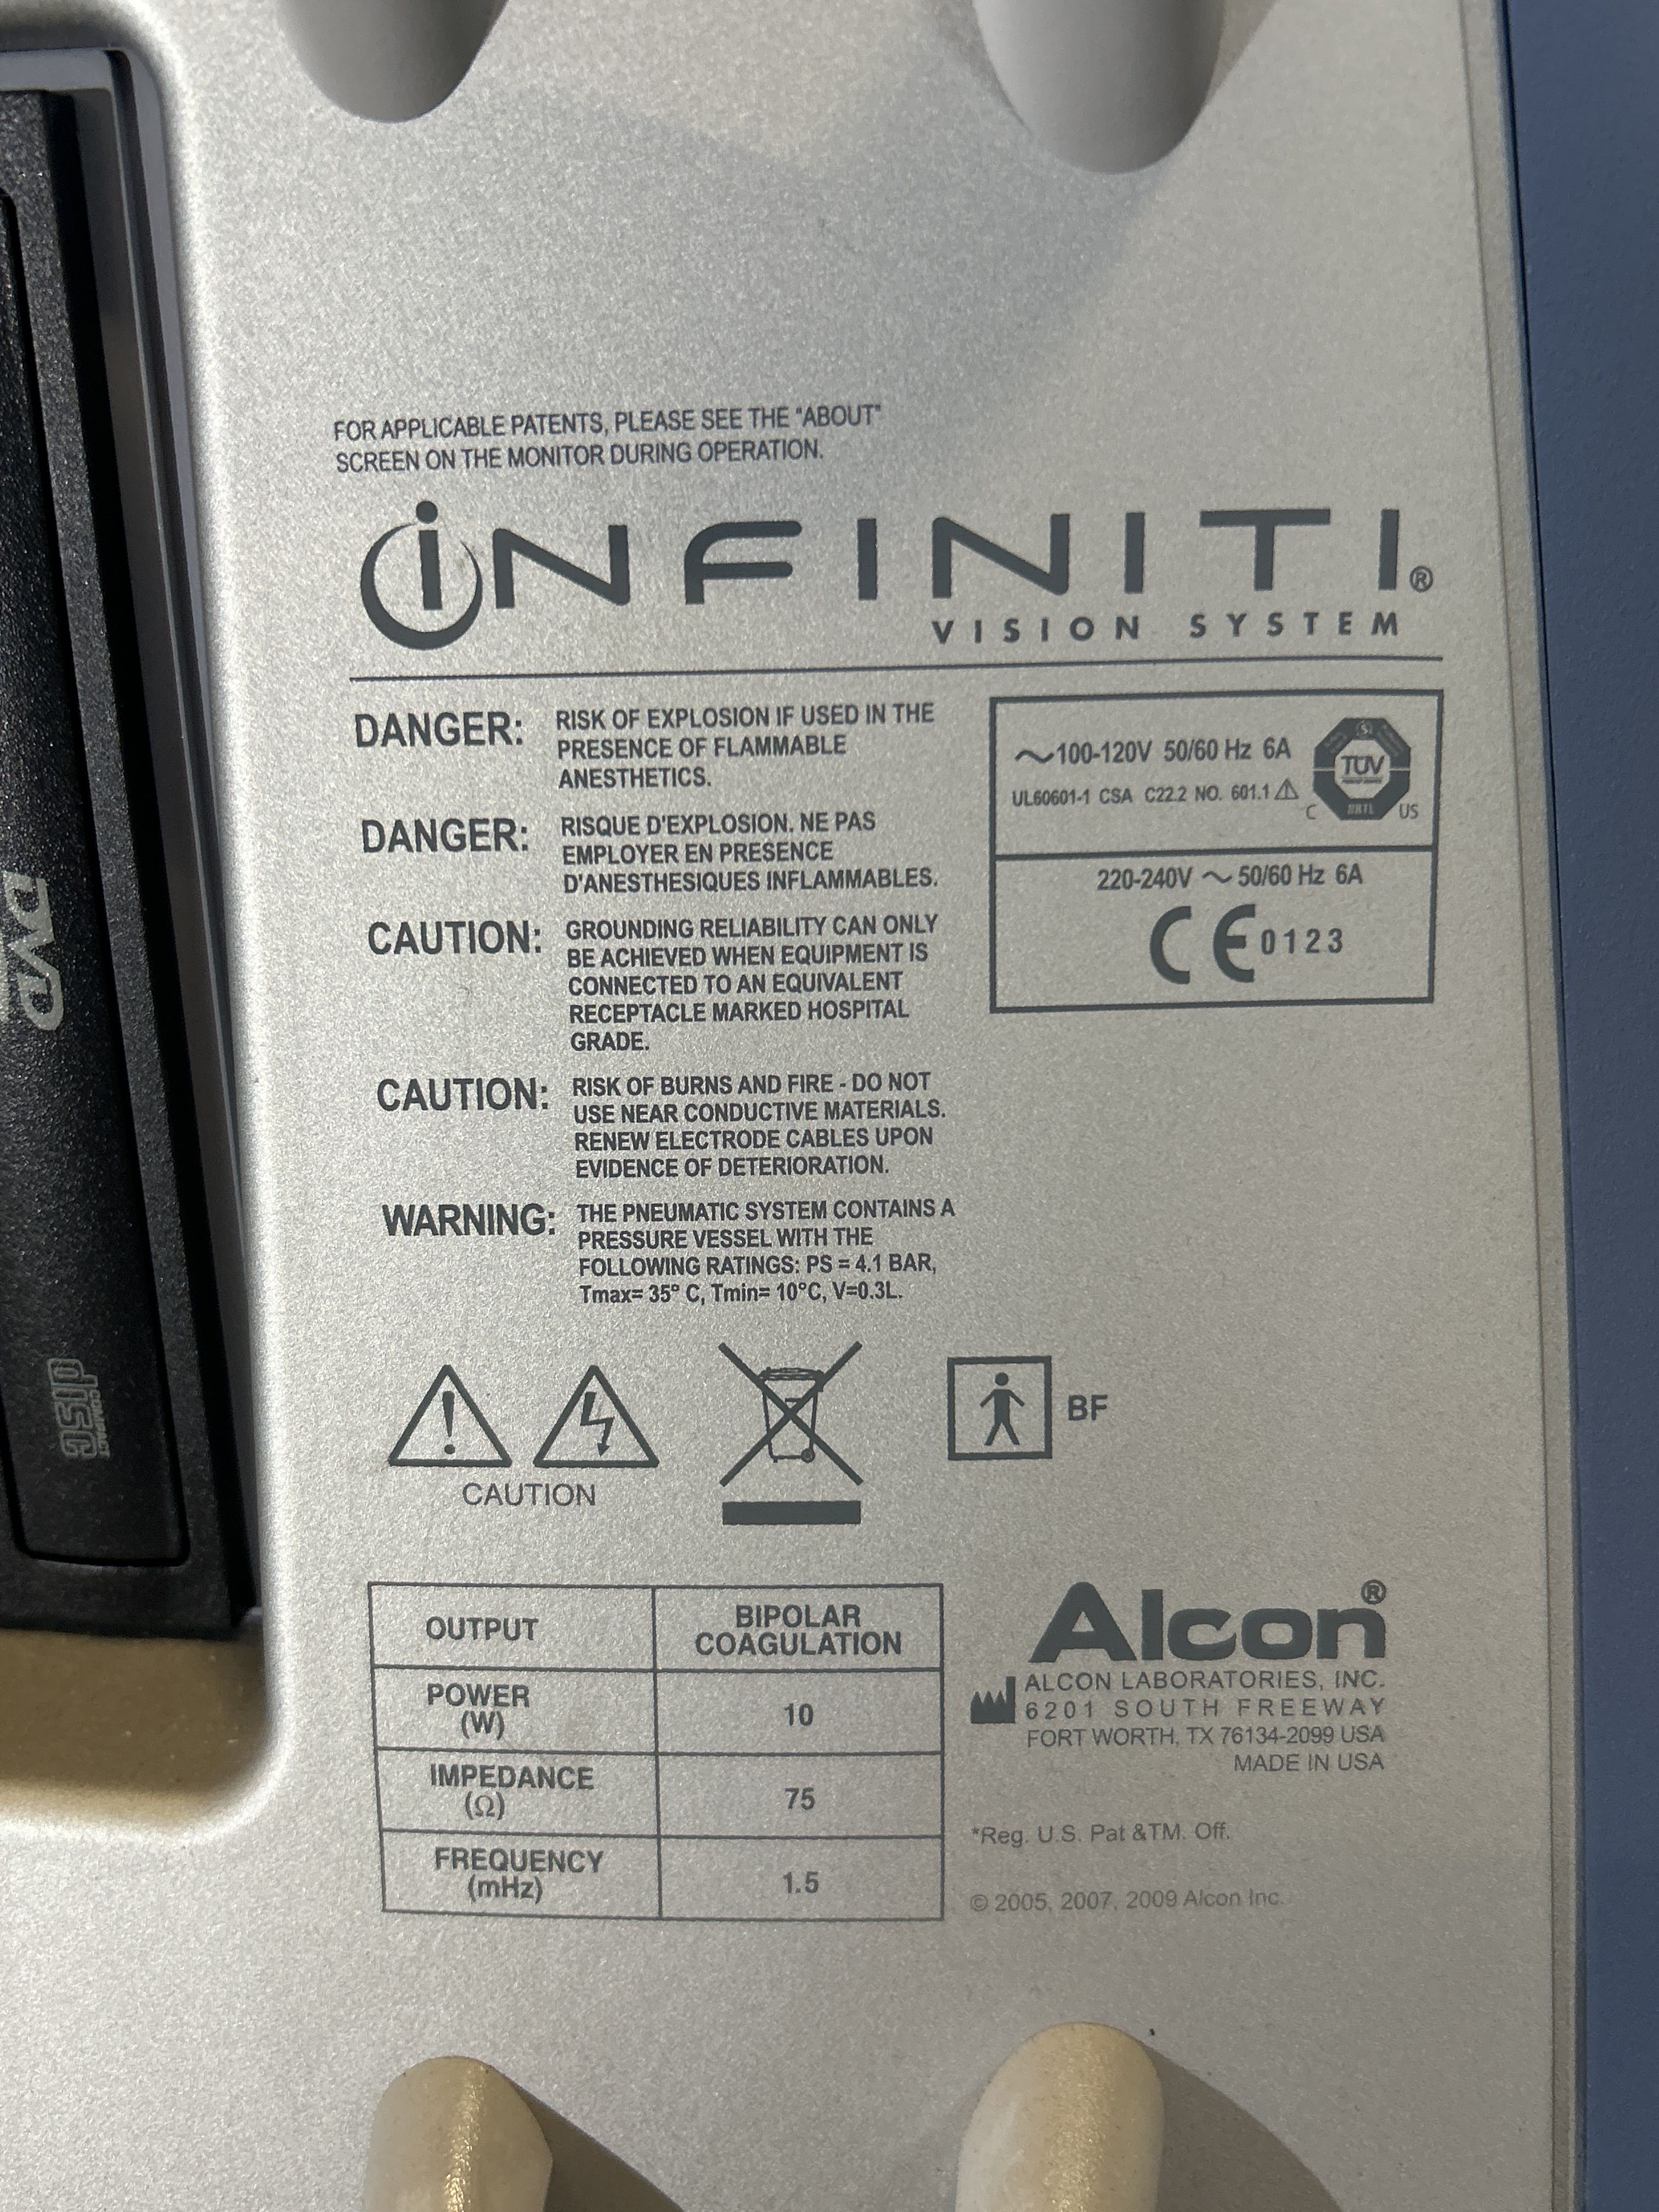 FOR APPLICABLE PATENTS, PLEASE SEE THE "ABOUT"
SCREEN ON THE MONITOR DURING OPERATION.
iNFINITI®
VISION SYSTEM
DANGER: RISK OF EXPLOSION IF USED IN THE
PRESENCE OF FLAMMABLE
ANESTHETICS.
DANGER: RISQUE D'EXPLOSION. NE PAS
EMPLOYER EN PRESENCE
D'ANESTHESIQUES INFLAMMABLES.
CAUTION: GROUNDING RELIABILITY CAN ONLY
BE ACHIEVED WHEN EQUIPMENT IS
CONNECTED TO AN EQUIVALENT
RECEPTACLE MARKED HOSPITAL
GRADE.
CAUTION: RISK OF BURNS AND FIRE - DO NOT
USE NEAR CONDUCTIVE MATERIALS.
RENEW ELECTRODE CABLES UPON
EVIDENCE OF DETERIORATION.
WARNING: THE PNEUMATIC SYSTEM CONTAINS A
PRESSURE VESSEL WITH THE
FOLLOWING RATINGS: PS = 4.1 BAR,
Tmax= 35° C, Tmin= 10°C, V=0.3L.
~100-120V 50/60 Hz 6A
UL60601-1 CSA C22.2 NO. 601.1
TUV
NRTL
C US
220-240V ~ 50/60 Hz 6A
CE 0123
CAUTION
BF
OUTPUT BIPOLAR
COAGULATION
POWER
(W) 10
IMPEDANCE
(Ω) 75
FREQUENCY
(mHz) 1.5
Alcon®
ALCON LABORATORIES, INC.
6201 SOUTH FREEWAY
FORT WORTH, TX 76134-2099 USA
MADE IN USA
*Reg. U.S. Pat &TM. Off.
© 2005, 2007, 2009 Alcon Inc.
COMPACT
disc